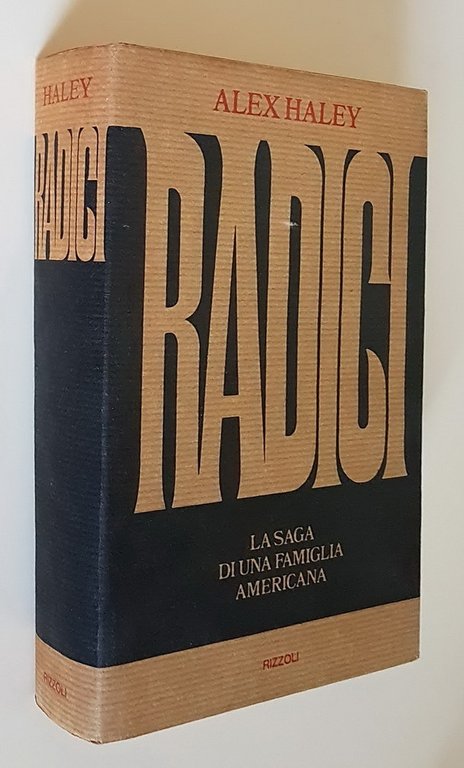 HALEY
RADICI
RIZZOLI
ALEX HALEY
RADICI
LA SAGA
DI UNA FAMIGLIA
AMERICANA
RIZZOLI